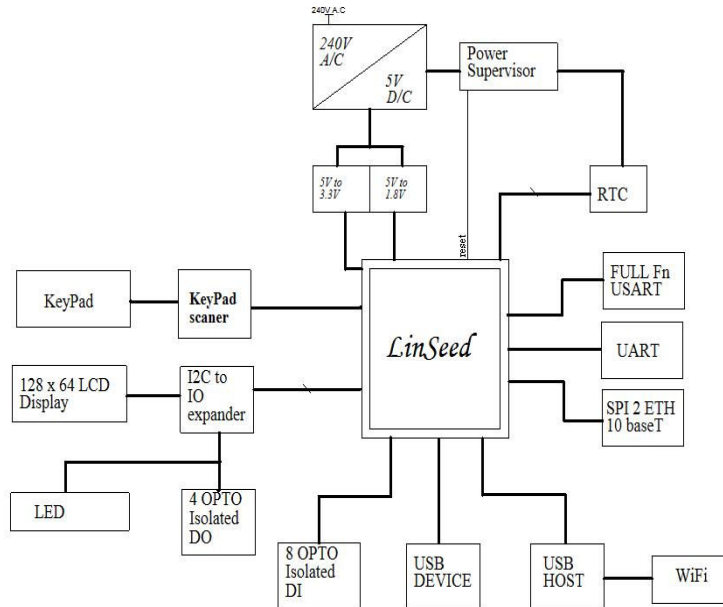 240V A.C
240V
A/C
5V
D/C
Power
Supervisor
5V to
3.3V
5V to
1.8V
RTC
reset
KeyPad
KeyPad
scaner
LinSeed
FULL Fn
USART
UART
SPI 2 ETH
10 baseT
128 x 64 LCD
Display
I2C to
IO
expander
LED
4 OPTO
Isolated
DO
8 OPTO
Isolated
DI
USB
DEVICE
USB
HOST
WiFi